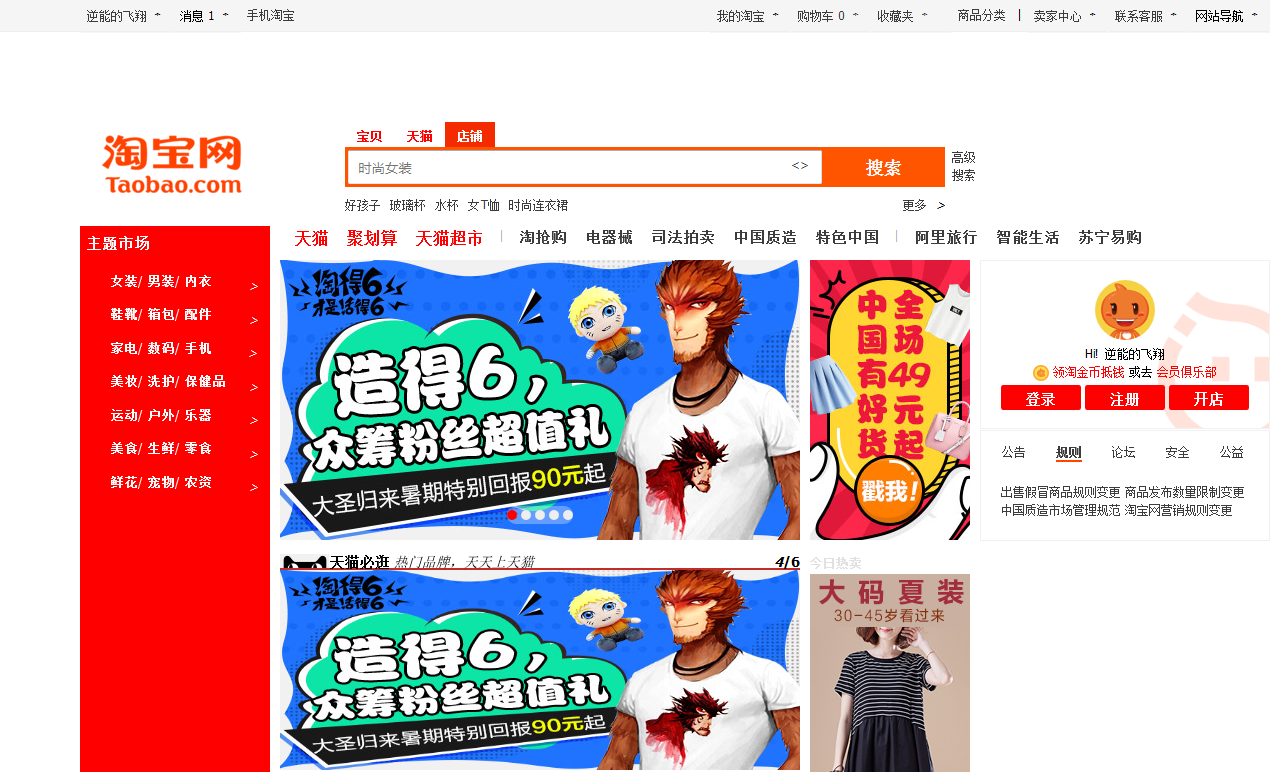 逆能的飞翔 消息 1 手机淘宝 我的淘宝 购物车 0 收藏夹 商品分类 | 卖家中心 联系客服 网站导航
淘宝网
Taobao.com
宝贝 天猫 店铺
时尚女装 <> 搜索
高级
搜索
好孩子 玻璃杯 水杯 女T恤 时尚连衣裙 更多 >
主题市场
女装/ 男装/ 内衣 >
鞋靴/ 箱包/ 配件 >
家电/ 数码/ 手机 >
美妆/ 洗护/ 保健品 >
运动/ 户外/ 乐器 >
美食/ 生鲜/ 零食 >
鲜花/ 宠物/ 农资 >
天猫 聚划算 天猫超市 | 淘抢购 电器械 司法拍卖 中国质造 特色中国 | 阿里旅行 智能生活 苏宁易购
淘得6
才是活得6
造得6,
众筹粉丝超值礼
大圣归来暑期特别回报90元起
全场49元起
中国有好货
戳我!
Hi! 逆能的飞翔
领淘金币抵钱 或去 会员俱乐部
登录 注册 开店
公告 规则 论坛 安全 公益
出售假冒商品规则变更 商品发布数量限制变更
中国质造市场管理规范 淘宝网营销规则变更
天猫必逛 热门品牌，天天上天猫 4/6
淘得6
才是活得6
造得6,
众筹粉丝超值礼
大圣归来暑期特别回报90元起
今日热卖
大码夏装
30-45岁看过来